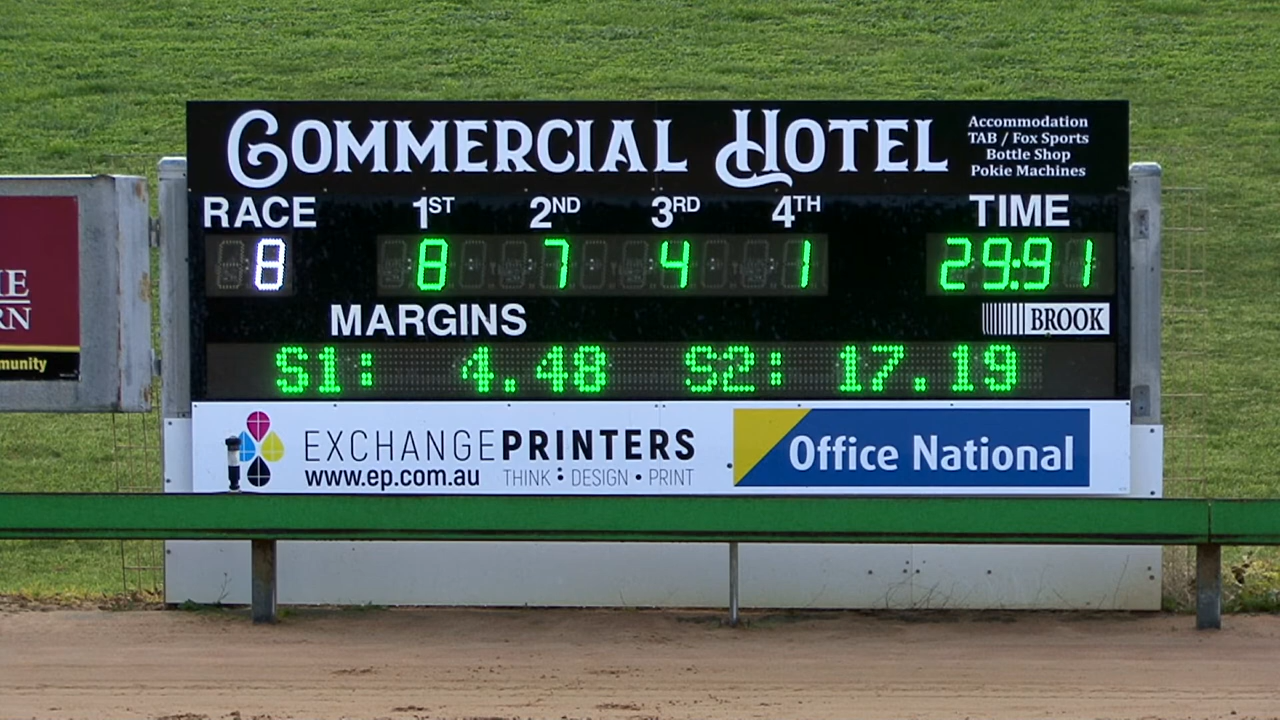 COMMERCIAL HOTEL
Accommodation
TAB / Fox Sports
Bottle Shop
Pokie Machines
RACE 1ST 2ND 3RD 4TH TIME
8 8 7 4 1 29:91
MARGINS
BROOK
S1: 4.48 S2: 17.19
EXCHANGEPRINTERS
www.ep.com.au THINK : DESIGN • PRINT
Office National
IE
RN
munity